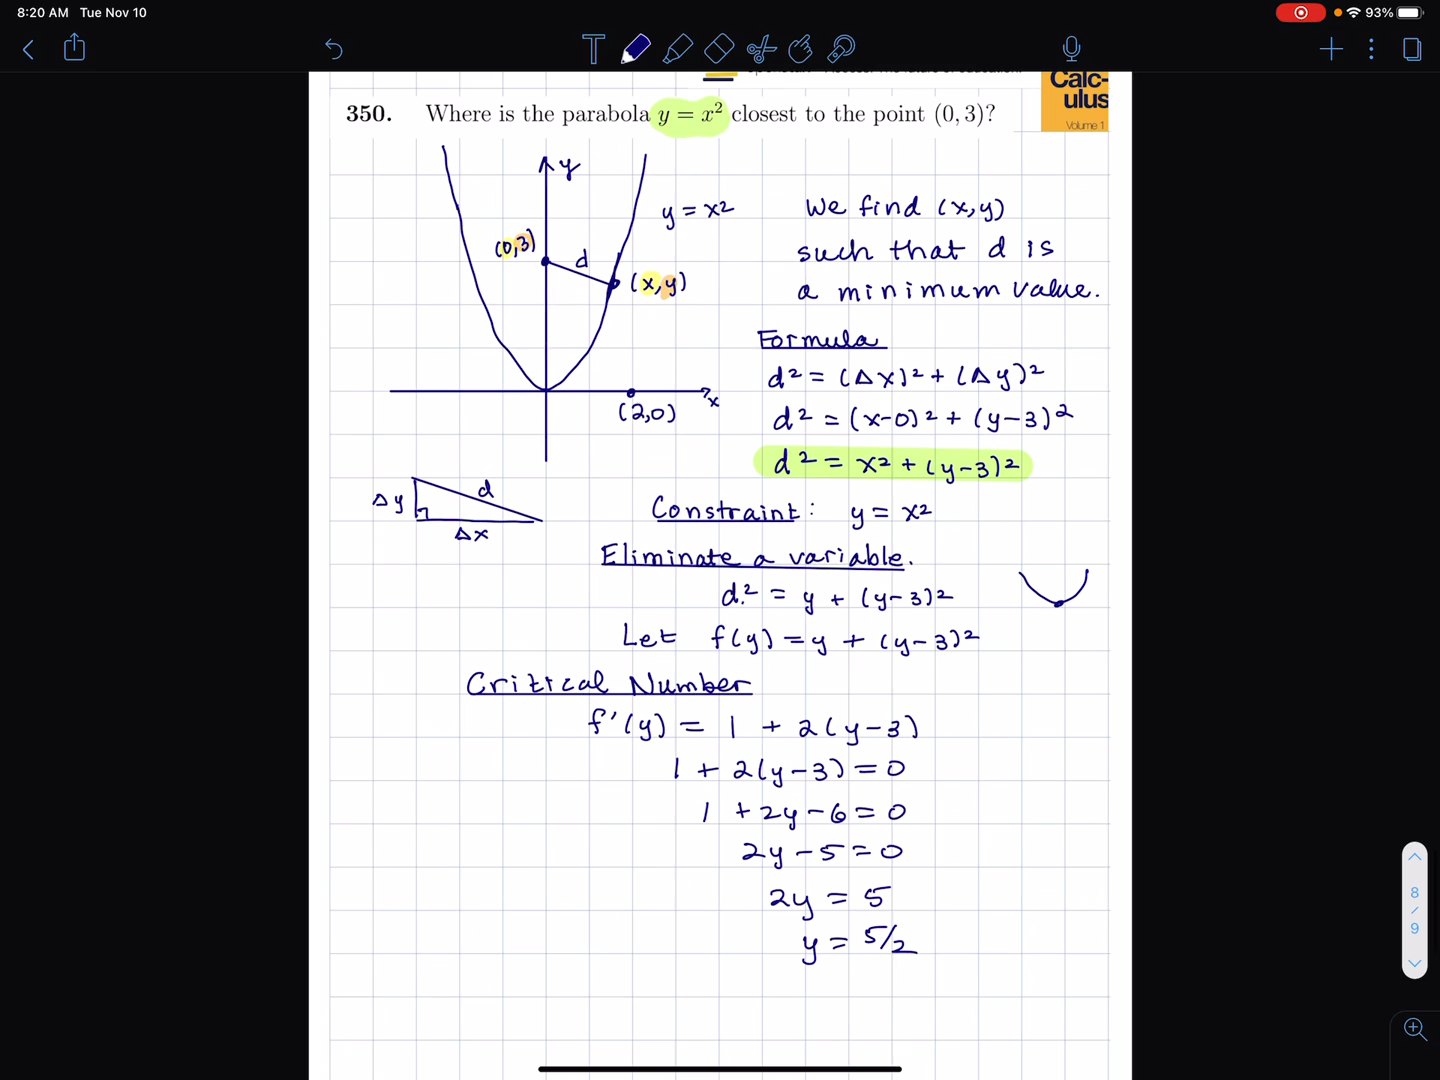 8:20 AM Tue Nov 10
93%
Calc-
ulus
Volume 1
350. Where is the parabola y = x² closest to the point (0, 3)?
y
y = x²
(0,3)
d
(x,y)
x
(2,0)
We find (x,y)
such that d is
a minimum value.
Formula
d² = (Δx)² + (Δy)²
d² = (x-0)² + (y-3)²
d² = x² + (y-3)²
Δy
d
Δx
Constraint: y = x²
Eliminate a variable.
d² = y + (y-3)²
Let f(y) = y + (y-3)²
Critical Number
f'(y) = 1 + 2(y-3)
1 + 2(y-3) = 0
1 + 2y - 6 = 0
2y - 5 = 0
2y = 5
y = 5/2
8
/
9